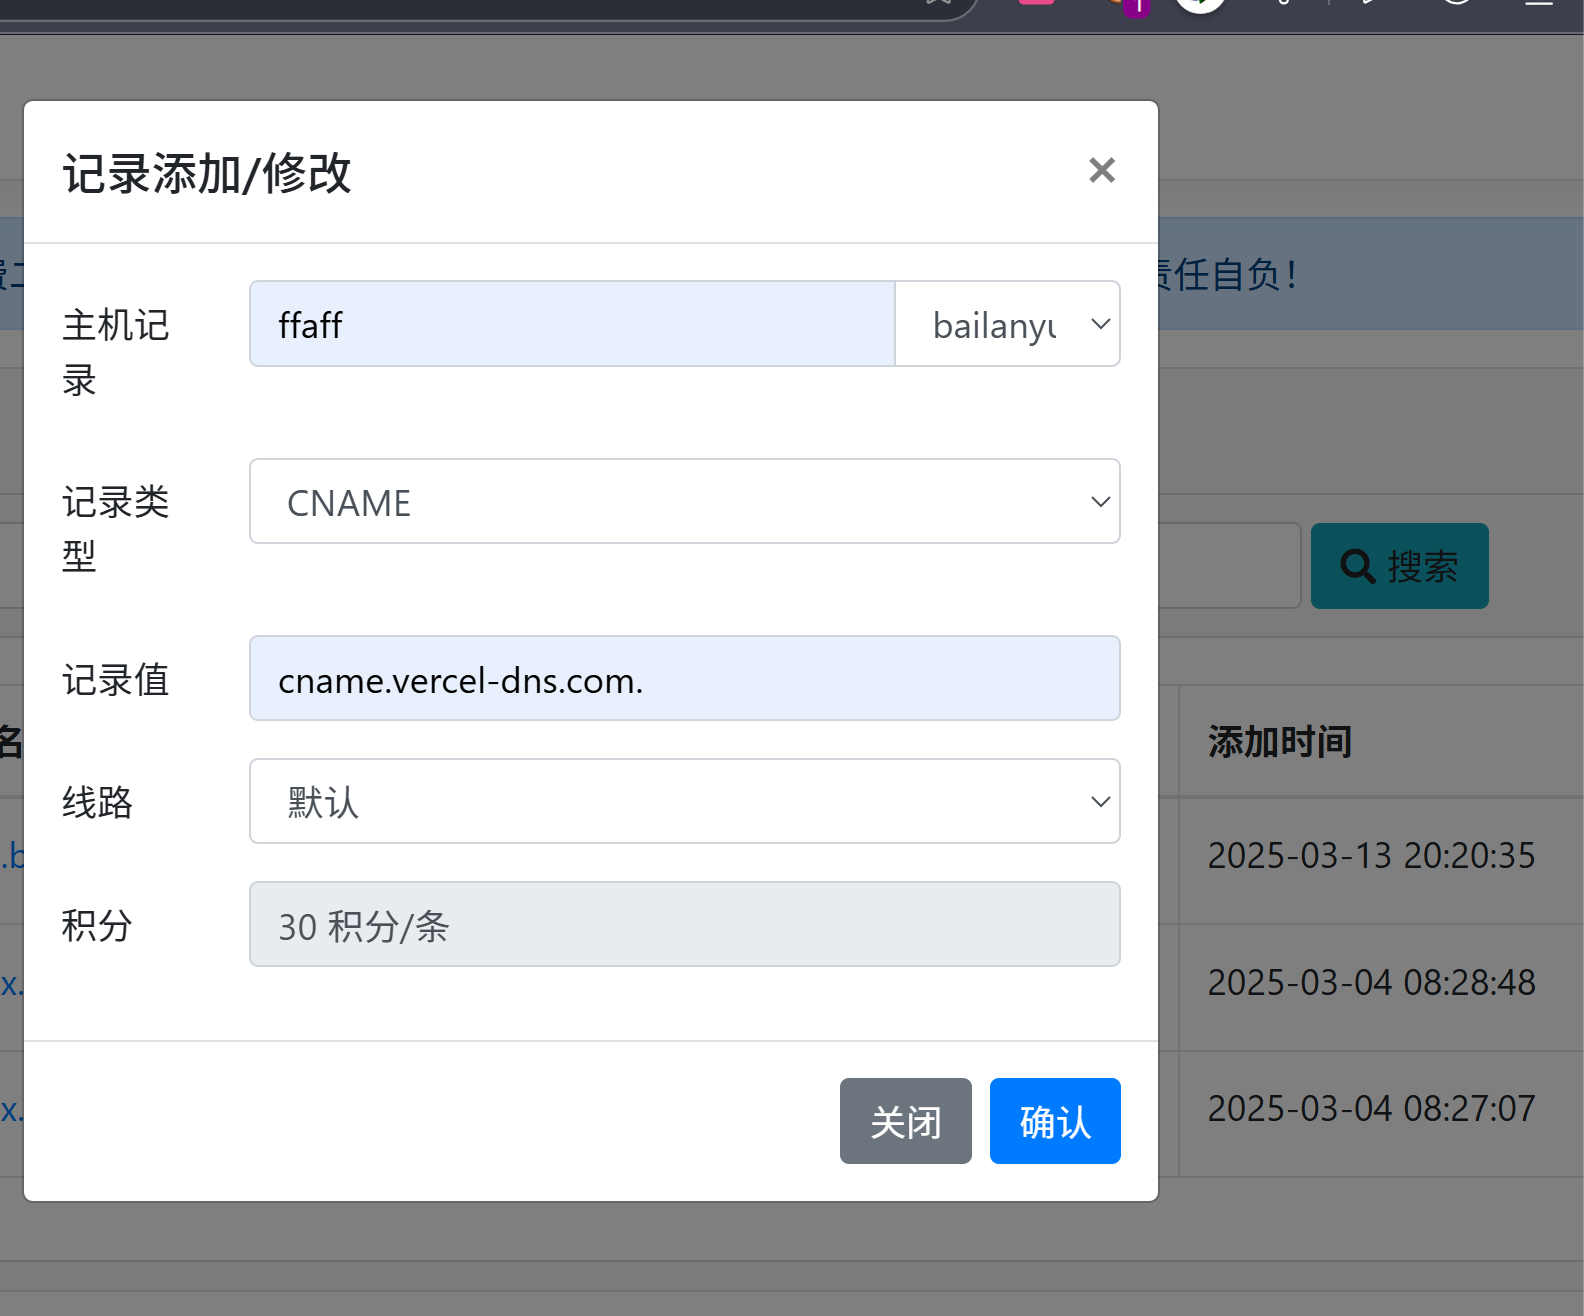 记录添加/修改
责任自负！
主机记
录
ffaff
bailanyu
记录类
型
CNAME
搜索
记录值
cname.vercel-dns.com.
名
添加时间
线路
默认
.b
2025-03-13 20:20:35
积分
30 积分/条
x.
2025-03-04 08:28:48
x.
2025-03-04 08:27:07
关闭
确认